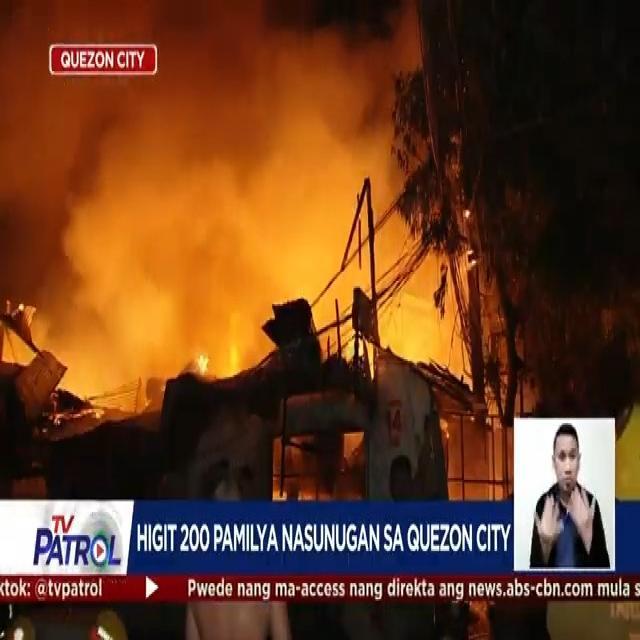 QUEZON CITY
14
TV PATROL
HIGIT 200 PAMILYA NASUNUGAN SA QUEZON CITY
ktok: @tvpatrol Pwede nang ma-access nang direkta ang news.abs-cbn.com mula s